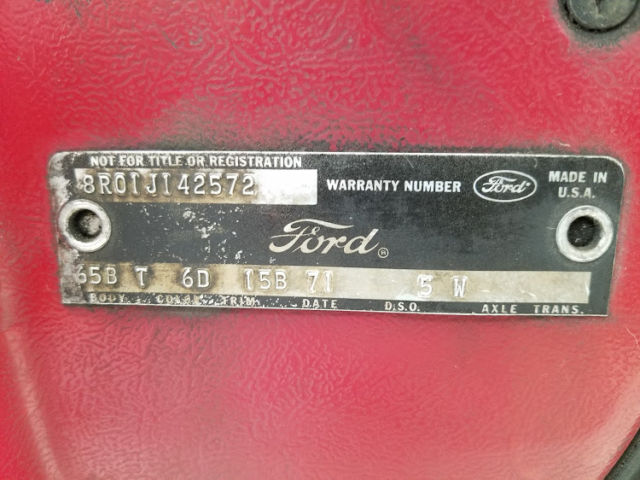 NOT FOR TITLE OR REGISTRATION
8R01J142572 WARRANTY NUMBER Ford MADE IN U.S.A.
Ford ®
65B T 6D 15B 71 5 W
BODY COLOR TRIM DATE D.S.O. AXLE TRANS.